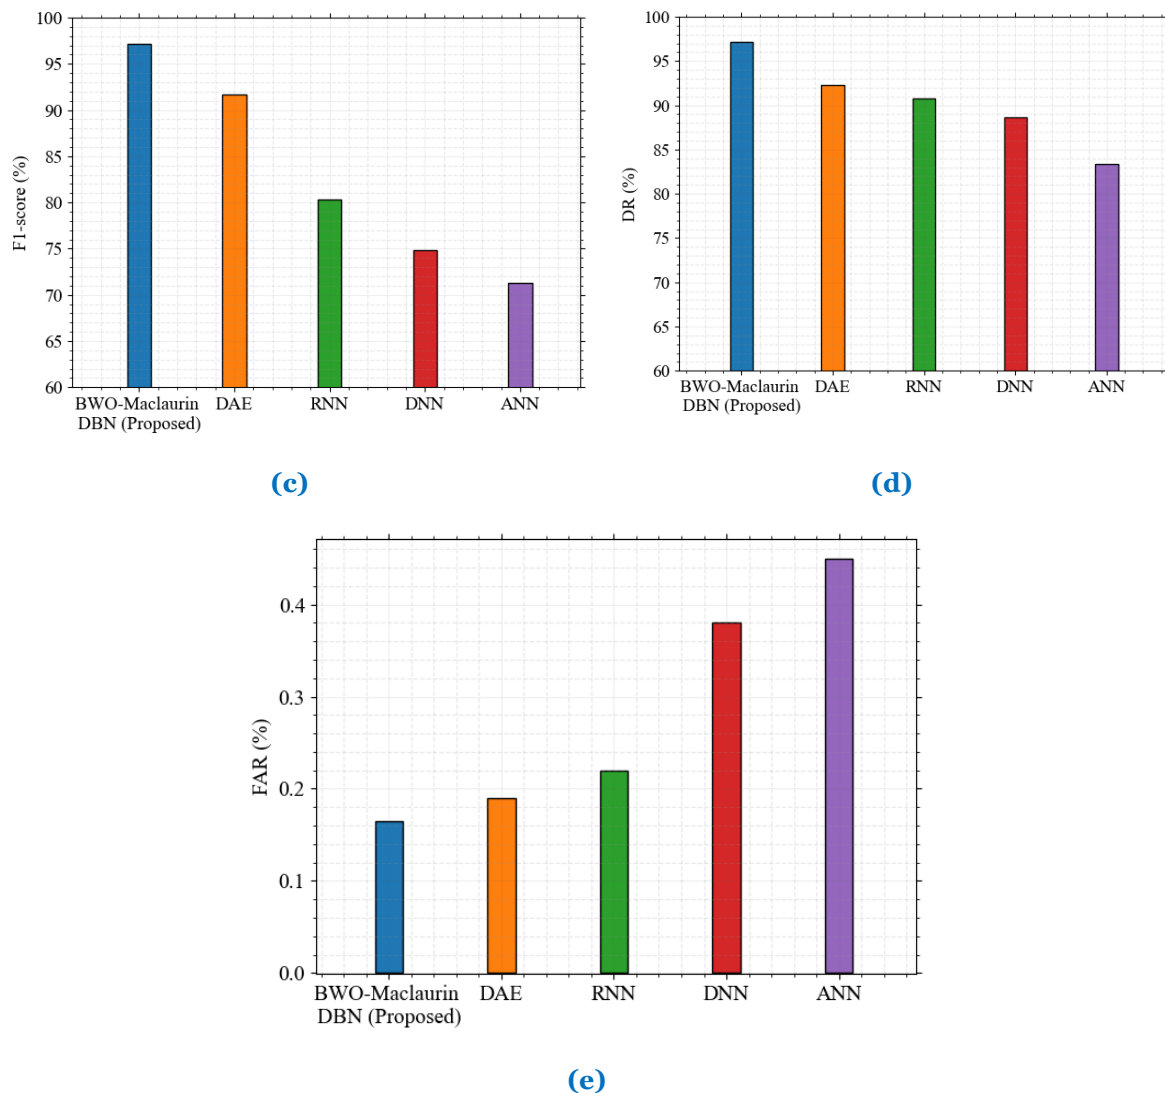 100
95
90
85
80
75
70
65
60
F1-score (%)
BWO-Maclaurin
DBN (Proposed)
DAE
RNN
DNN
ANN
(c)
100
95
90
85
80
75
70
65
60
DR (%)
BWO-Maclaurin
DBN (Proposed)
DAE
RNN
DNN
ANN
(d)
0.4
0.3
0.2
0.1
0.0
FAR (%)
BWO-Maclaurin
DBN (Proposed)
DAE
RNN
DNN
ANN
(e)